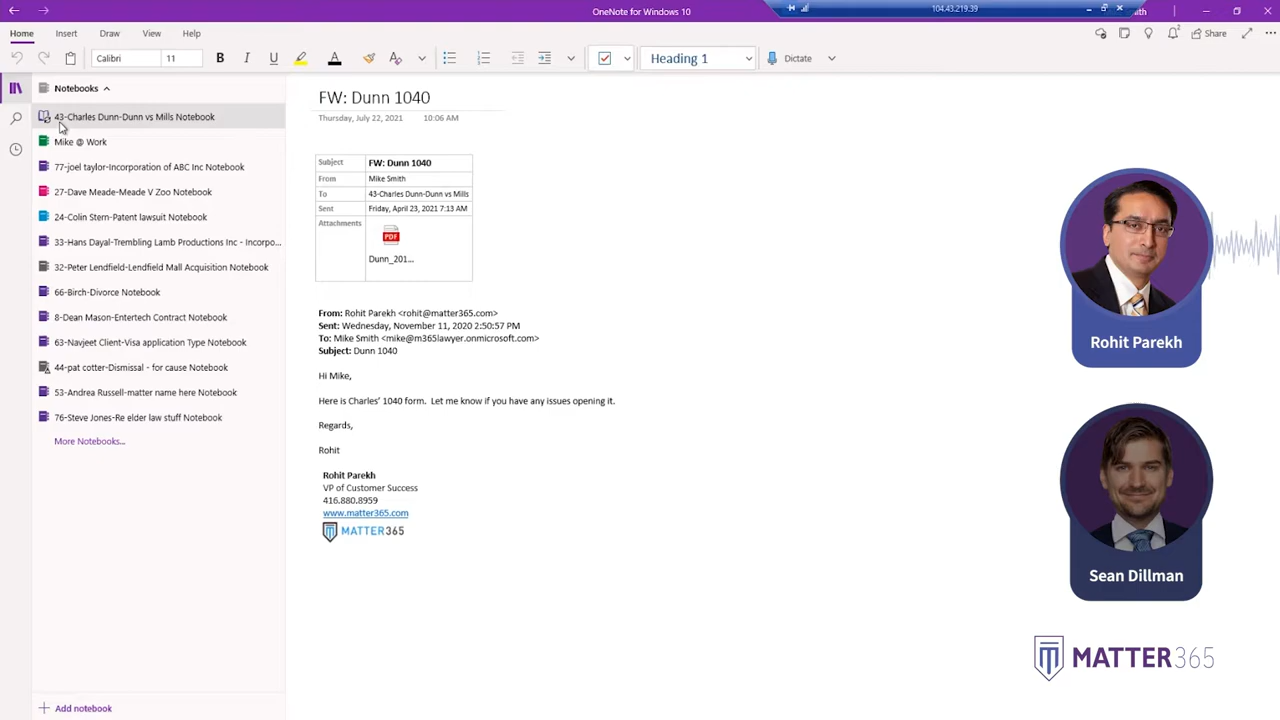 OneNote for Windows 10
104.43.219.39
ith
Home
Insert
Draw
View
Help
Share
Calibri
11
B
I
U
A
Heading 1
Dictate
Notebooks
FW: Dunn 1040
Thursday, July 22, 2021 10:06 AM
43-Charles Dunn-Dunn vs Mills Notebook
Mike @ Work
77-joel taylor-Incorporation of ABC Inc Notebook
27-Dave Meade-Meade V Zoo Notebook
24-Colin Stern-Patent lawsuit Notebook
33-Hans Dayal-Trembling Lamb Productions Inc - Incorpo...
32-Peter Lendfield-Lendfield Mall Acquisition Notebook
66-Birch-Divorce Notebook
8-Dean Mason-Entertech Contract Notebook
63-Navjeet Client-Visa application Type Notebook
44-pat cotter-Dismissal - for cause Notebook
53-Andrea Russell-matter name here Notebook
76-Steve Jones-Re elder law stuff Notebook
More Notebooks...
Add notebook
Subject FW: Dunn 1040
From Mike Smith
To 43-Charles Dunn-Dunn vs Mills
Sent Friday, April 23, 2021 7:13 AM
Attachments
PDF
Dunn_201...
From: Rohit Parekh <rohit@matter365.com>
Sent: Wednesday, November 11, 2020 2:50:57 PM
To: Mike Smith <mike@m365lawyer.onmicrosoft.com>
Subject: Dunn 1040
Hi Mike,
Here is Charles' 1040 form. Let me know if you have any issues opening it.
Regards,
Rohit
Rohit Parekh
VP of Customer Success
416.880.8959
www.matter365.com
MATTER365
Rohit Parekh
Sean Dillman
MATTER365